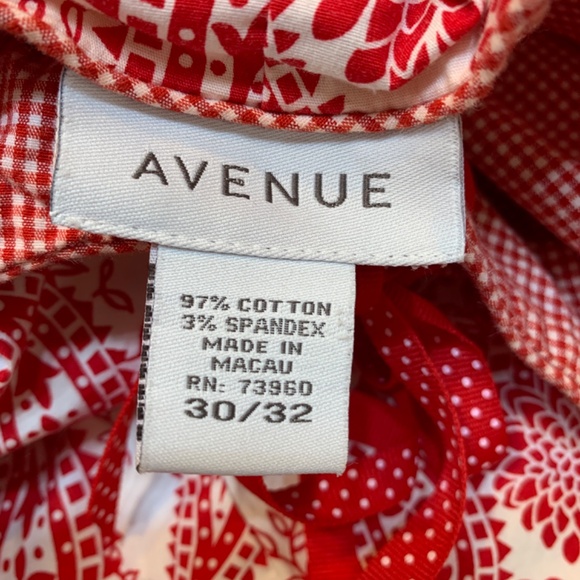 AVENUE
97% COTTON
3% SPANDEX
MADE IN
MACAU
RN: 73960
30/32